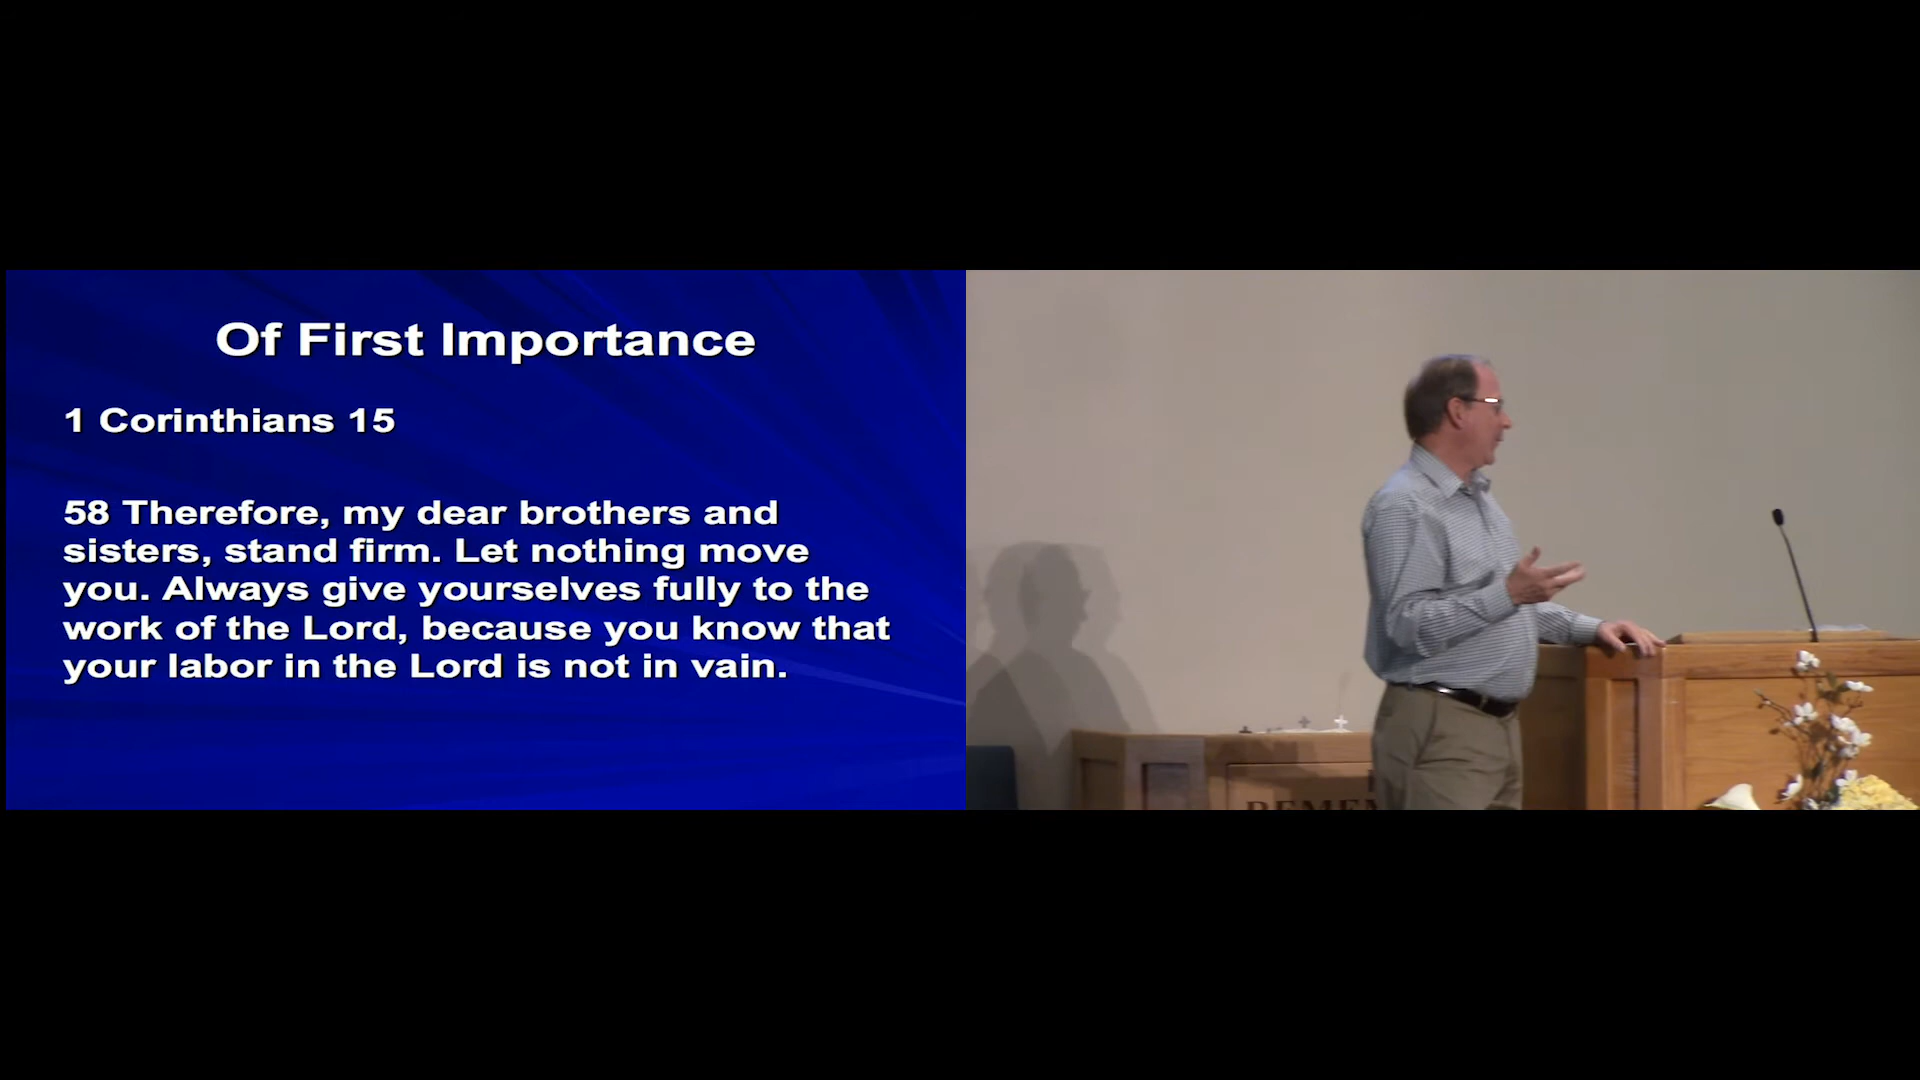 Of First Importance
1 Corinthians 15
58 Therefore, my dear brothers and
sisters, stand firm. Let nothing move
you. Always give yourselves fully to the
work of the Lord, because you know that
your labor in the Lord is not in vain.
REMEM